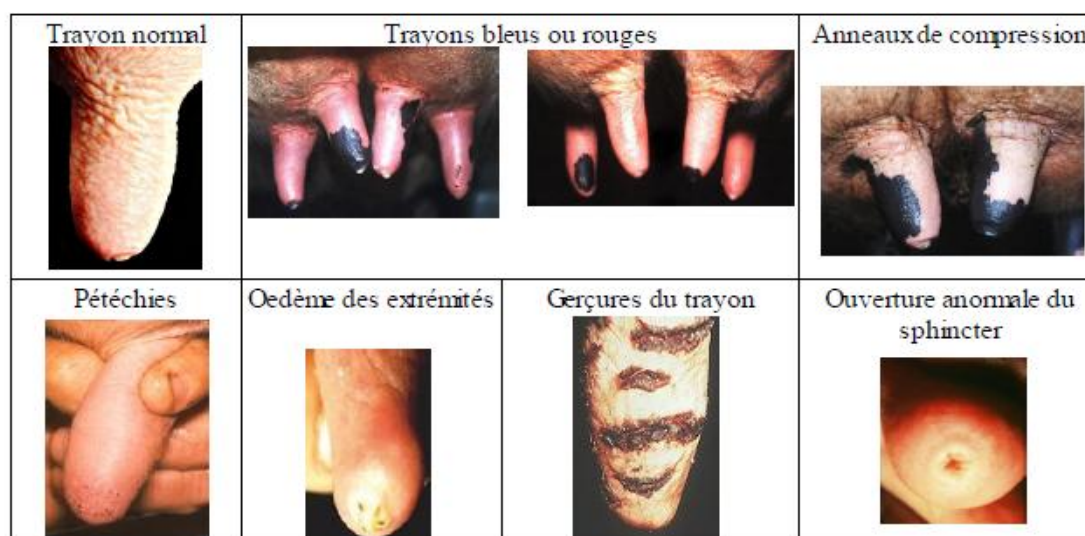 Trayon normal
Trayons bleus ou rouges
Anneaux de compression
Pétéchies
Oedème des extrémités
Gerçures du trayon
Ouverture anormale du
sphincter